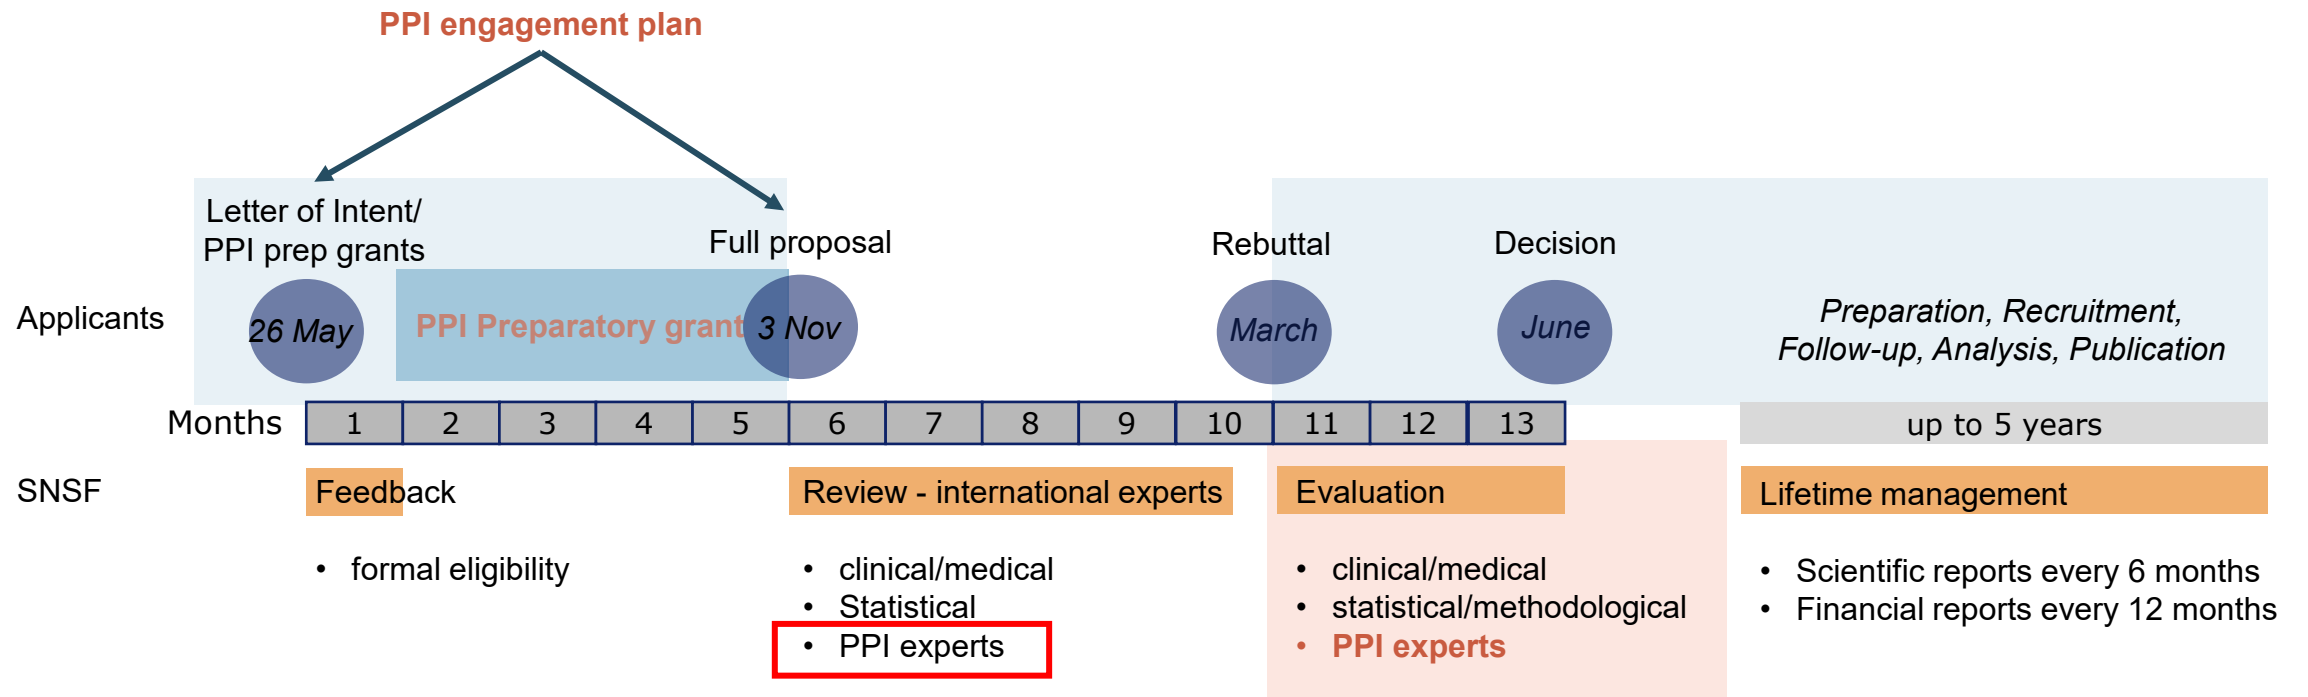 PPI engagement plan
Letter of Intent/
PPI prep grants
Full proposal
Rebuttal
Decision
Applicants
26 May
PPI Preparatory grant
3 Nov
March
June
Preparation, Recruitment,
Follow-up, Analysis, Publication
Months
1
2
3
4
5
6
7
8
9
10
11
12
13
up to 5 years
SNSF
Feedback
Review - international experts
Evaluation
Lifetime management
• formal eligibility
• clinical/medical
• Statistical
• PPI experts
• clinical/medical
• statistical/methodological
• PPI experts
• Scientific reports every 6 months
• Financial reports every 12 months